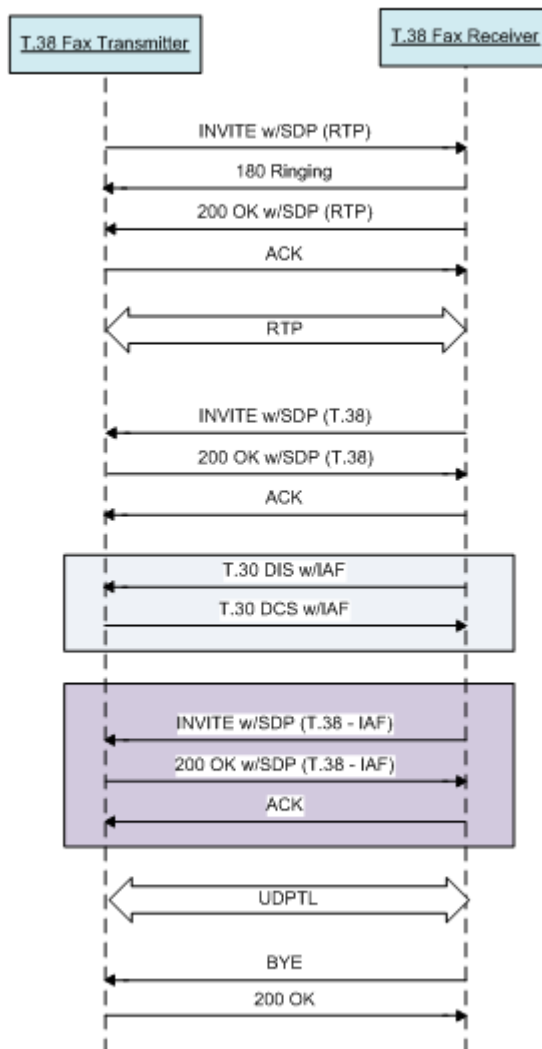 T.38 Fax Transmitter
T.38 Fax Receiver
INVITE w/SDP (RTP)
180 Ringing
200 OK w/SDP (RTP)
ACK
RTP
INVITE w/SDP (T.38)
200 OK w/SDP (T.38)
ACK
T.30 DIS w/IAF
T.30 DCS w/IAF
INVITE w/SDP (T.38 - IAF)
200 OK w/SDP (T.38 - IAF)
ACK
UDPTL
BYE
200 OK